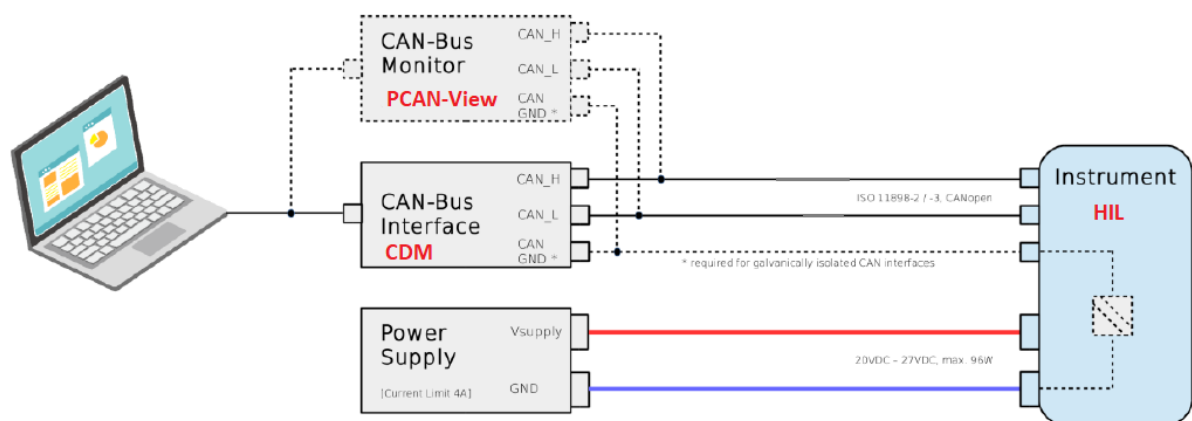 CAN-Bus
Monitor
PCAN-View
CAN_H
CAN_L
CAN
GND *
CAN-Bus
Interface
CDM
CAN_H
CAN_L
CAN
GND *
ISO 11898-2 / -3, CANopen
* required for galvanically isolated CAN interfaces
Instrument
HIL
Power
Supply
[Current Limit 4A]
Vsupply
GND
20VDC – 27VDC, max. 96W